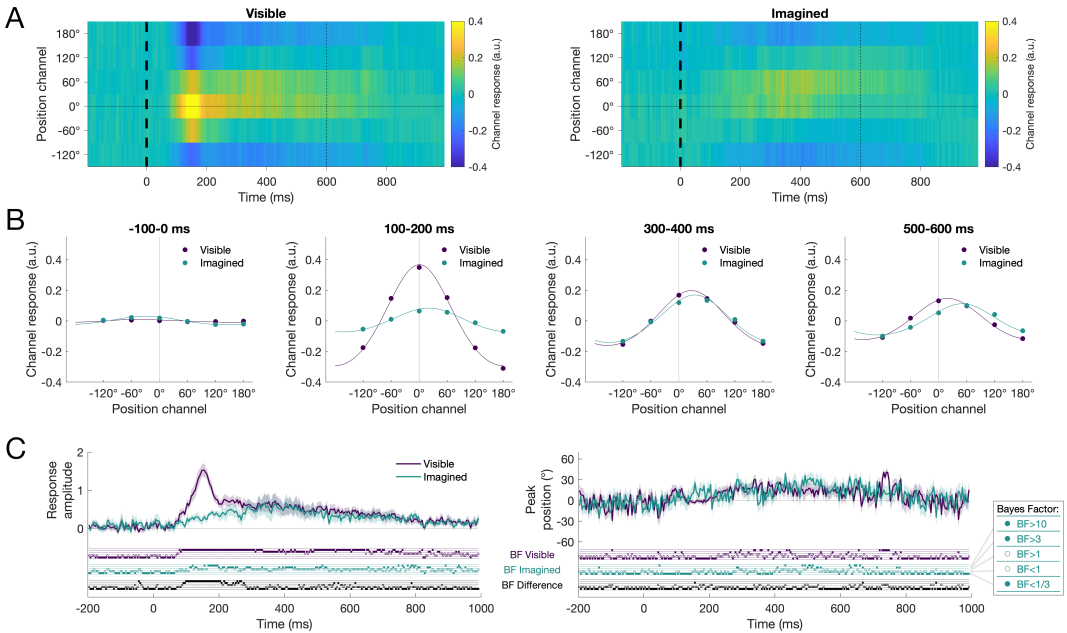 A
Visible
180°
120°
60°
0°
-60°
-120°
Position channel
0
200
400
600
800
Time (ms)
0.4
0.2
0
-0.2
-0.4
Channel response (a.u.)
Imagined
180°
120°
60°
0°
-60°
-120°
Position channel
0
200
400
600
800
Time (ms)
0.4
0.2
0
-0.2
-0.4
Channel response (a.u.)
B
-100-0 ms
Visible
Imagined
0.4
0.2
0
-0.2
-0.4
Channel response (a.u.)
-120° -60° 0° 60° 120° 180°
Position channel
100-200 ms
Visible
Imagined
0.4
0.2
0
-0.2
-0.4
Channel response (a.u.)
-120° -60° 0° 60° 120° 180°
Position channel
300-400 ms
Visible
Imagined
0.4
0.2
0
-0.2
-0.4
Channel response (a.u.)
-120° -60° 0° 60° 120° 180°
Position channel
500-600 ms
Visible
Imagined
0.4
0.2
0
-0.2
-0.4
Channel response (a.u.)
-120° -60° 0° 60° 120° 180°
Position channel
C
2
1
0
Response
amplitude
Visible
Imagined
-200 0 200 400 600 800 1000
Time (ms)
60
30
0
-30
-60
Peak
position (°)
BF Visible
BF Imagined
BF Difference
-200 0 200 400 600 800 1000
Time (ms)
Bayes Factor:
BF>10
BF>3
BF>1
BF<1
BF<1/3